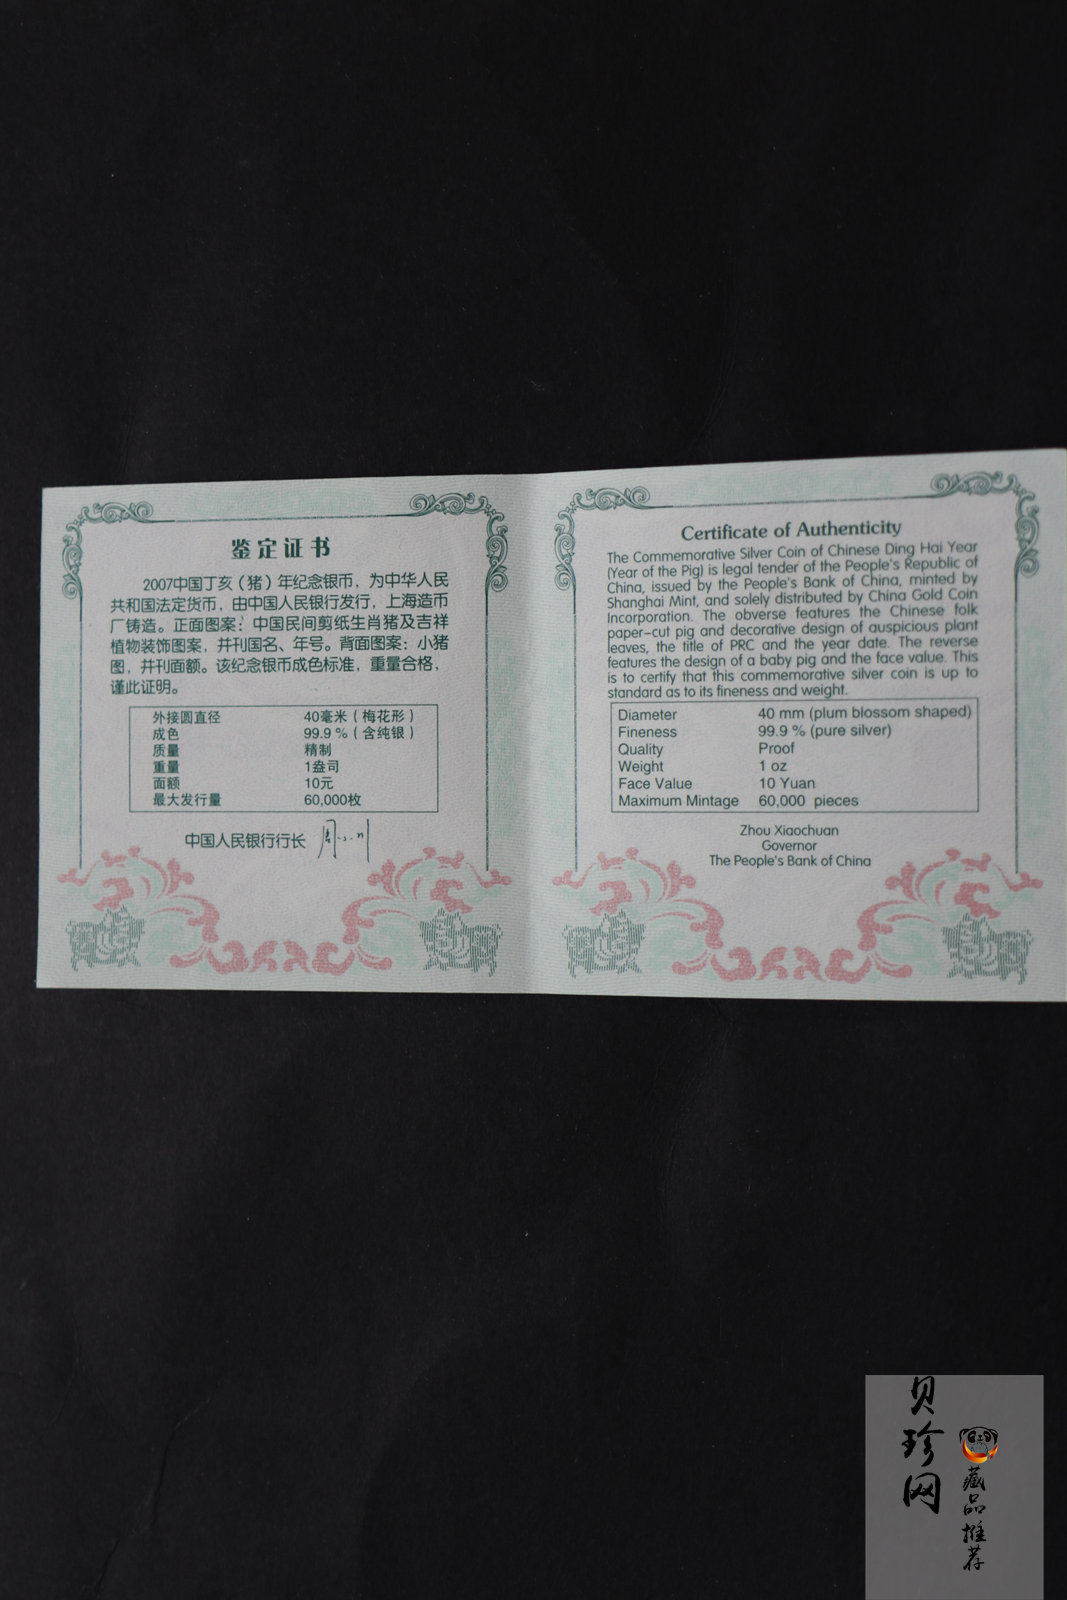 鉴定证书
2007中国丁亥（猪）年纪念银币，为中华人民
共和国法定货币，由中国人民银行发行，上海造币
厂铸造。正面图案：中国民间剪纸生肖猪及吉祥
植物装饰图案，并刊国名、年号。背面图案：小猪
图，并刊面额。该纪念银币成色标准，重量合格，
谨此证明。
外接圆直径 40毫米（梅花形）
成色 99.9％（含纯银）
质量 精制
重量 1盎司
面额 10元
最大发行量 60,000枚
中国人民银行行长 周小川
Certificate of Authenticity
The Commemorative Silver Coin of Chinese Ding Hai Year
(Year of the Pig) is legal tender of the People's Republic of
China, issued by the People's Bank of China, minted by
Shanghai Mint, and solely distributed by China Gold Coin
Incorporation. The obverse features the Chinese folk
paper-cut pig and decorative design of auspicious plant
leaves, the title of PRC and the year date. The reverse
features the design of a baby pig and the face value. This
is to certify that this commemorative silver coin is up to
standard as to its fineness and weight.
Diameter 40 mm (plum blossom shaped)
Fineness 99.9 % (pure silver)
Quality Proof
Weight 1 oz
Face Value 10 Yuan
Maximum Mintage 60,000 pieces
Zhou Xiaochuan
Governor
The People's Bank of China
贝珍网
藏品推荐